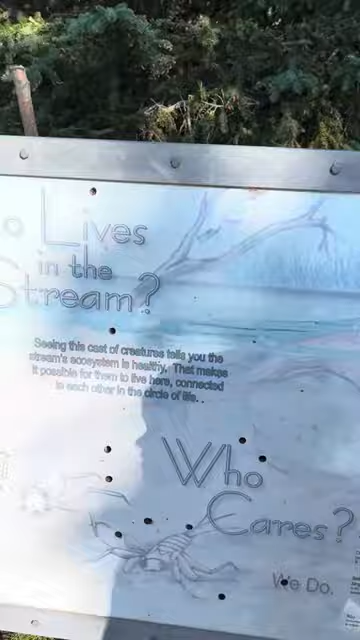 o Lives
in the
Stream?
Seeing this cast of creatures tells you the
stream's ecosystem is healthy. That makes
it possible for them to live here, connected
to each other in the circle of life.
Who
Cares?
We Do.